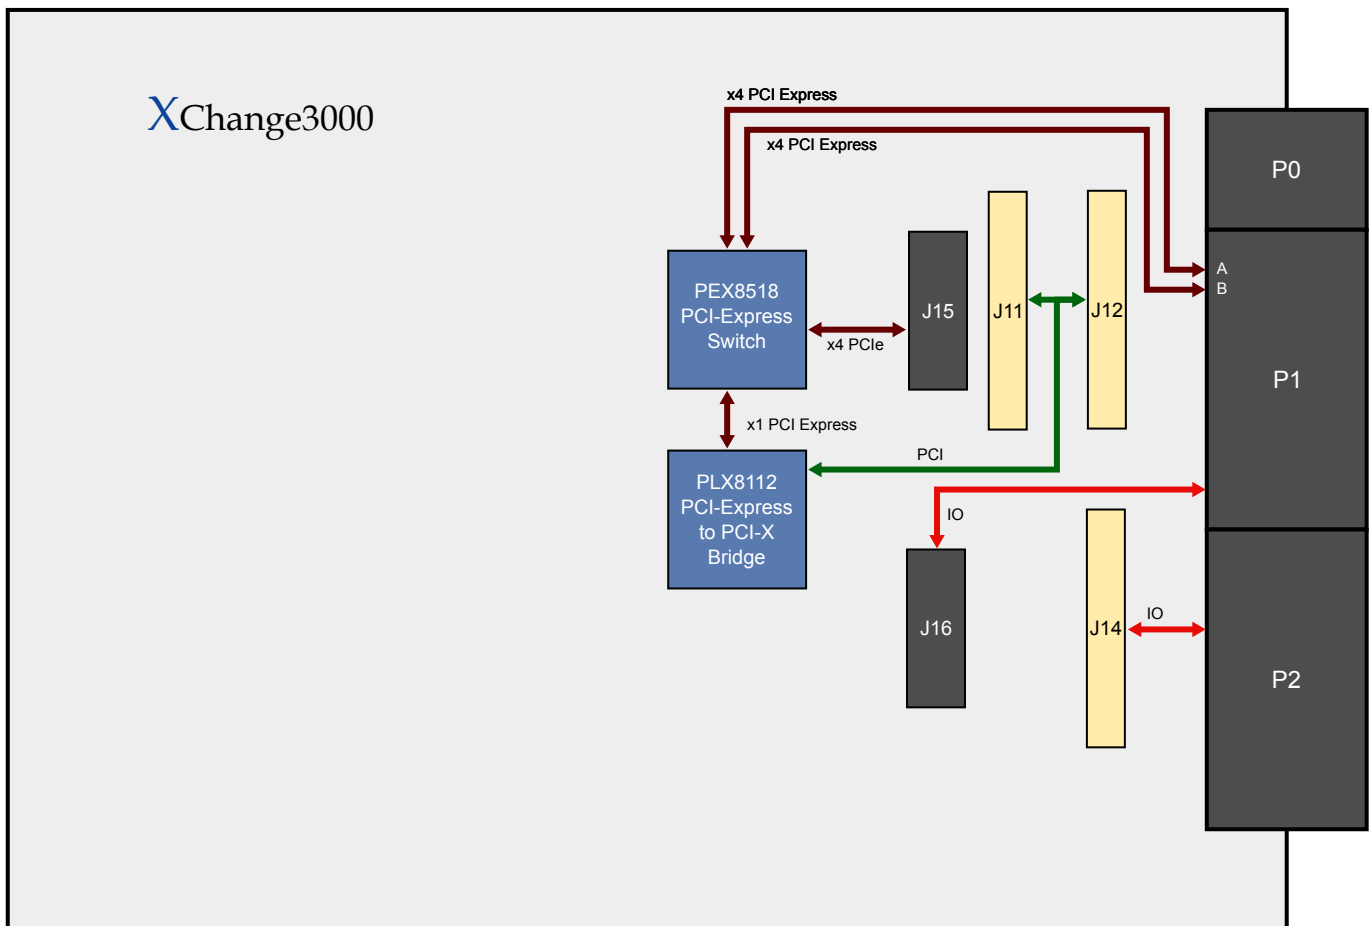 XChange3000
x4 PCI Express
x4 PCI Express
P0
A
B
PEX8518
PCI-Express
Switch
J15
J11
J12
x4 PCIe
P1
x1 PCI Express
PCI
PLX8112
PCI-Express
to PCI-X
Bridge
IO
J16
J14
IO
P2